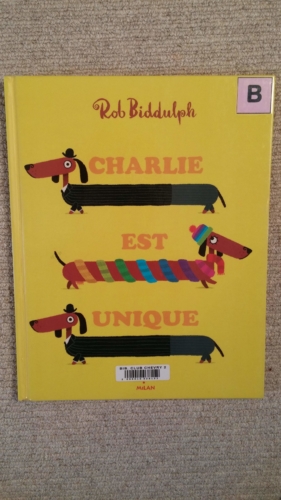 Rob Biddulph
B
CHARLIE
EST
UNIQUE
MiLAN